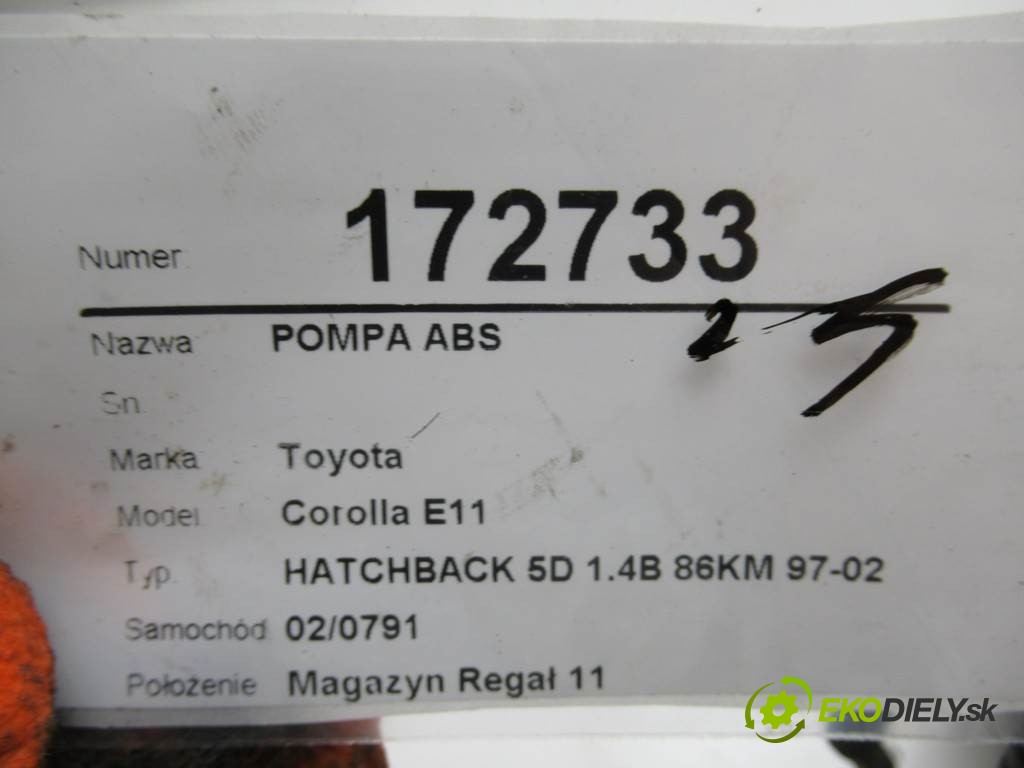 Numer 172733
Nazwa POMPA ABS 2
Sn
Marka Toyota
Model Corolla E11
Typ HATCHBACK 5D 1.4B 86KM 97-02
Samochód 02/0791
Położenie Magazyn Regał 11
EKODIELY.sk